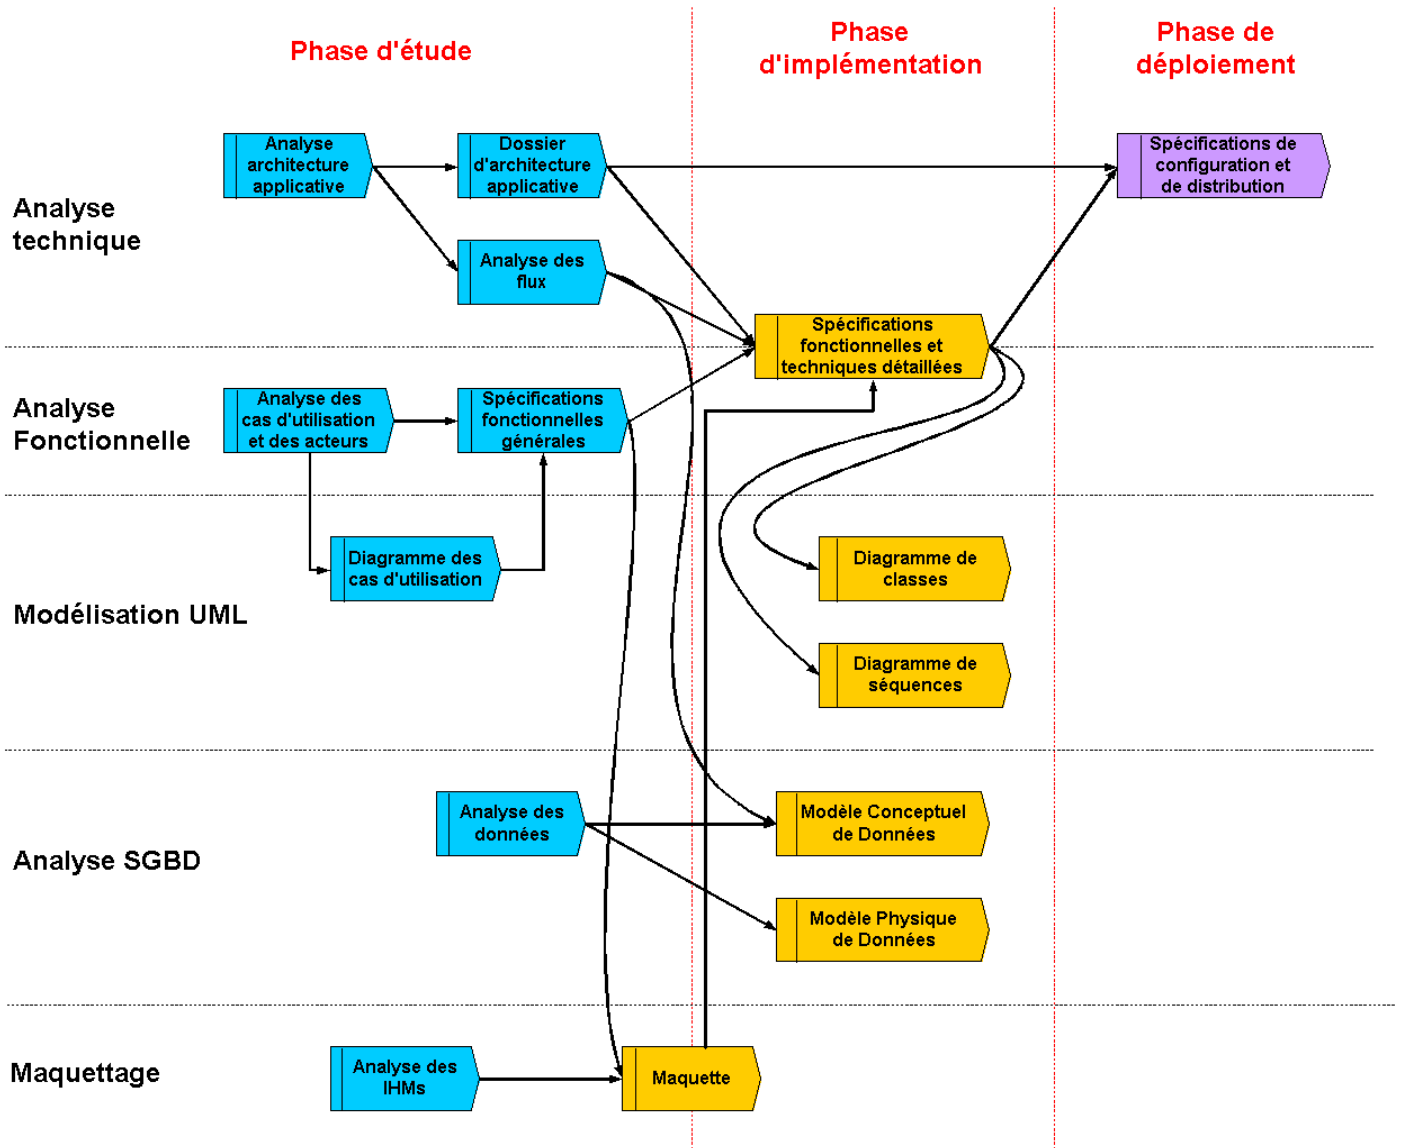 Phase d'étude
Phase
d'implémentation
Phase de
déploiement
Analyse
technique
Analyse
architecture
applicative
Dossier
d'architecture
applicative
Spécifications de
configuration et
de distribution
Analyse des
flux
Spécifications
fonctionnelles et
techniques détaillées
Analyse
Fonctionnelle
Analyse des
cas d'utilisation
et des acteurs
Spécifications
fonctionnelles
générales
Modélisation UML
Diagramme des
cas d'utilisation
Diagramme de
classes
Diagramme de
séquences
Analyse SGBD
Analyse des
données
Modèle Conceptuel
de Données
Modèle Physique
de Données
Maquettage
Analyse des
IHMs
Maquette